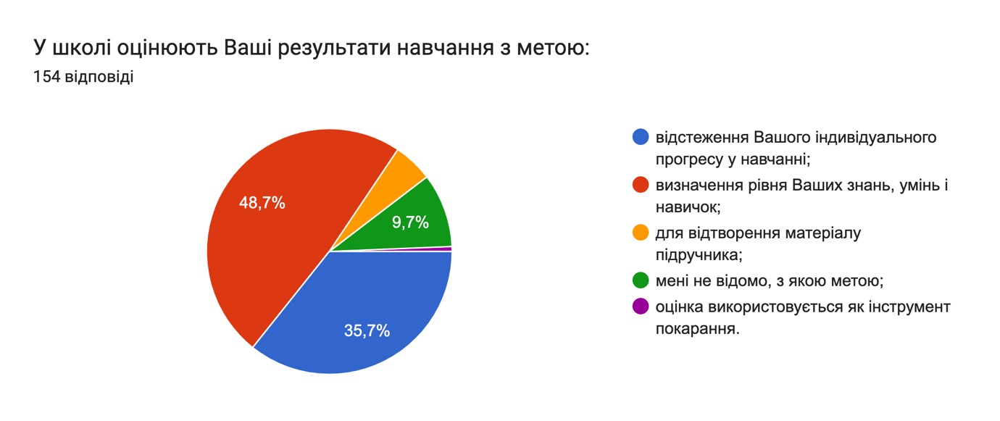 У школі оцінюють Ваші результати навчання з метою:
154 відповіді
48,7%
9,7%
35,7%
відстеження Вашого індивідуального
прогресу у навчанні;
визначення рівня Ваших знань, умінь і
навичок;
для відтворення матеріалу
підручника;
мені не відомо, з якою метою;
оцінка використовується як інструмент
покарання.